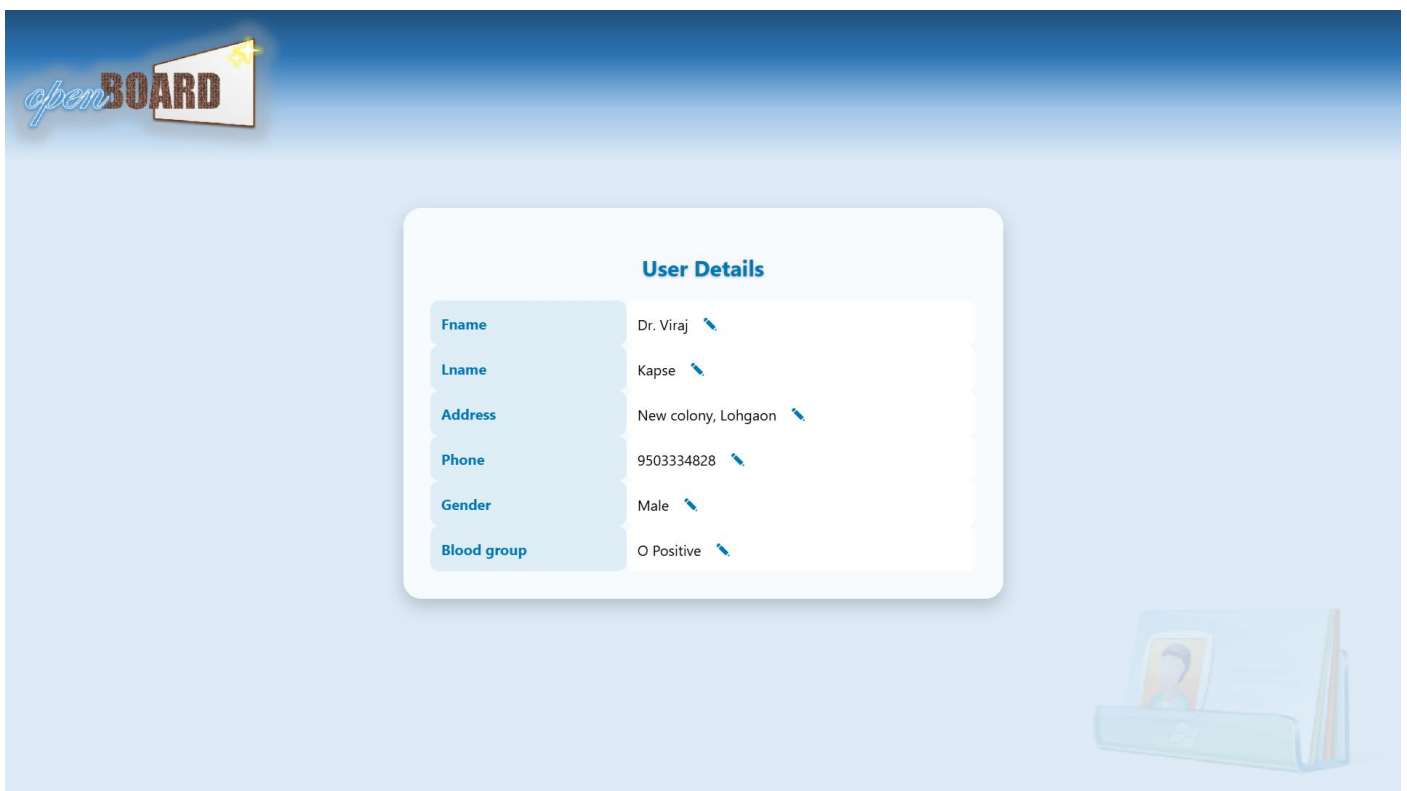 openBOARD
User Details
Fname Dr. Viraj
Lname Kapse
Address New colony, Lohgaon
Phone 9503334828
Gender Male
Blood group O Positive